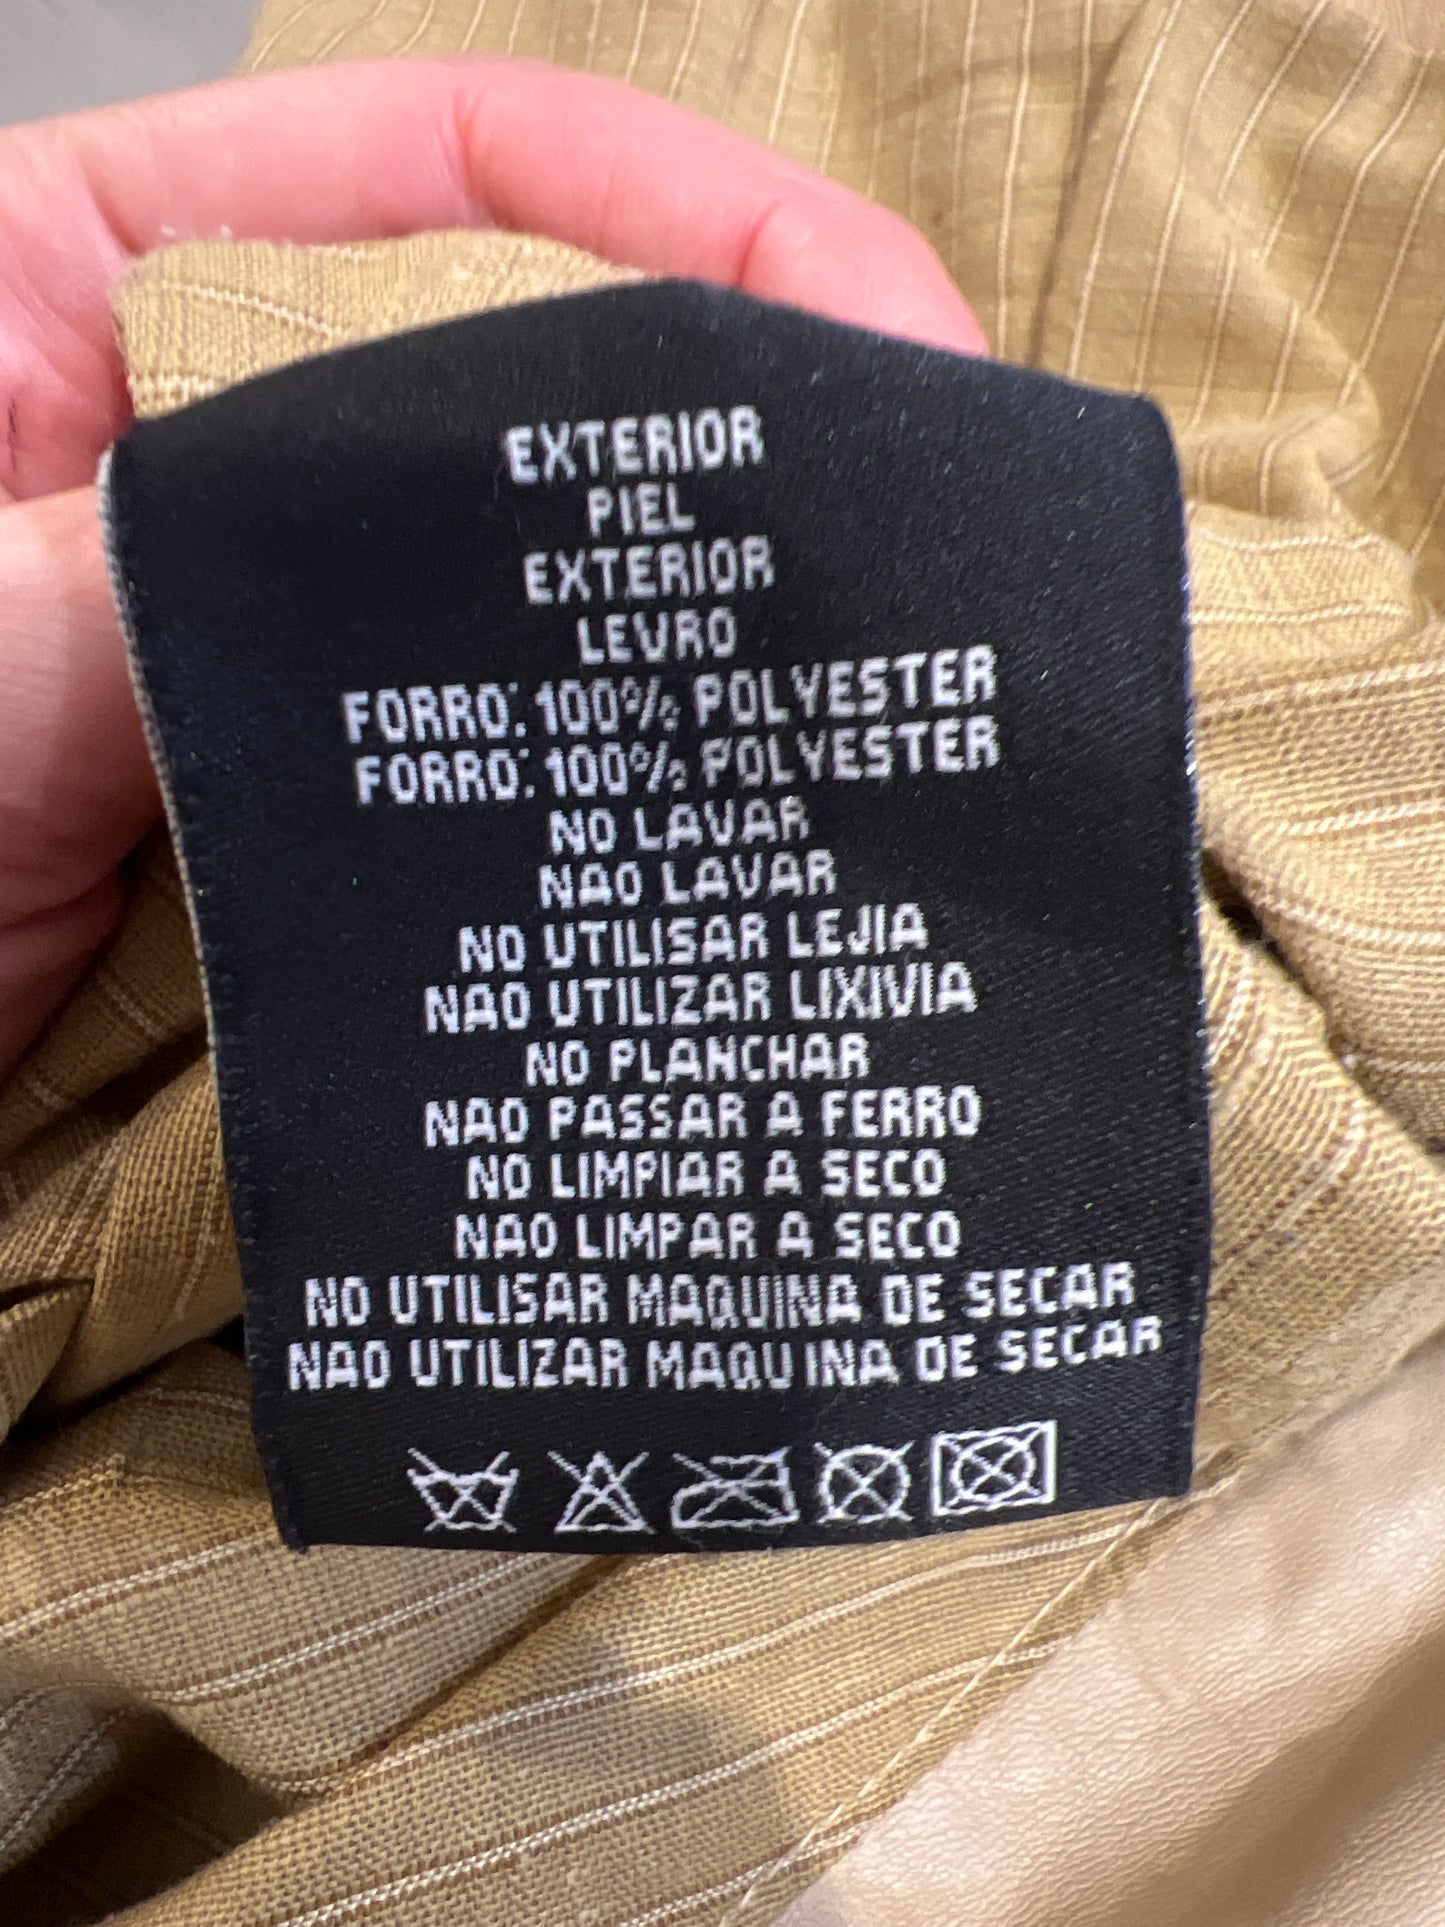 EXTERIOR
PIEL
EXTERIOR
LEVRO
FORRO: 100% POLYESTER
FORRO: 100% POLYESTER
NO LAVAR
NAO LAVAR
NO UTILISAR LEJIA
NAO UTILIZAR LIXIVIA
NO PLANCHAR
NAO PASSAR A FERRO
NO LIMPIAR A SECO
NAO LIMPAR A SECO
NO UTILISAR MAQUINA DE SECAR
NAO UTILIZAR MAQUINA DE SECAR